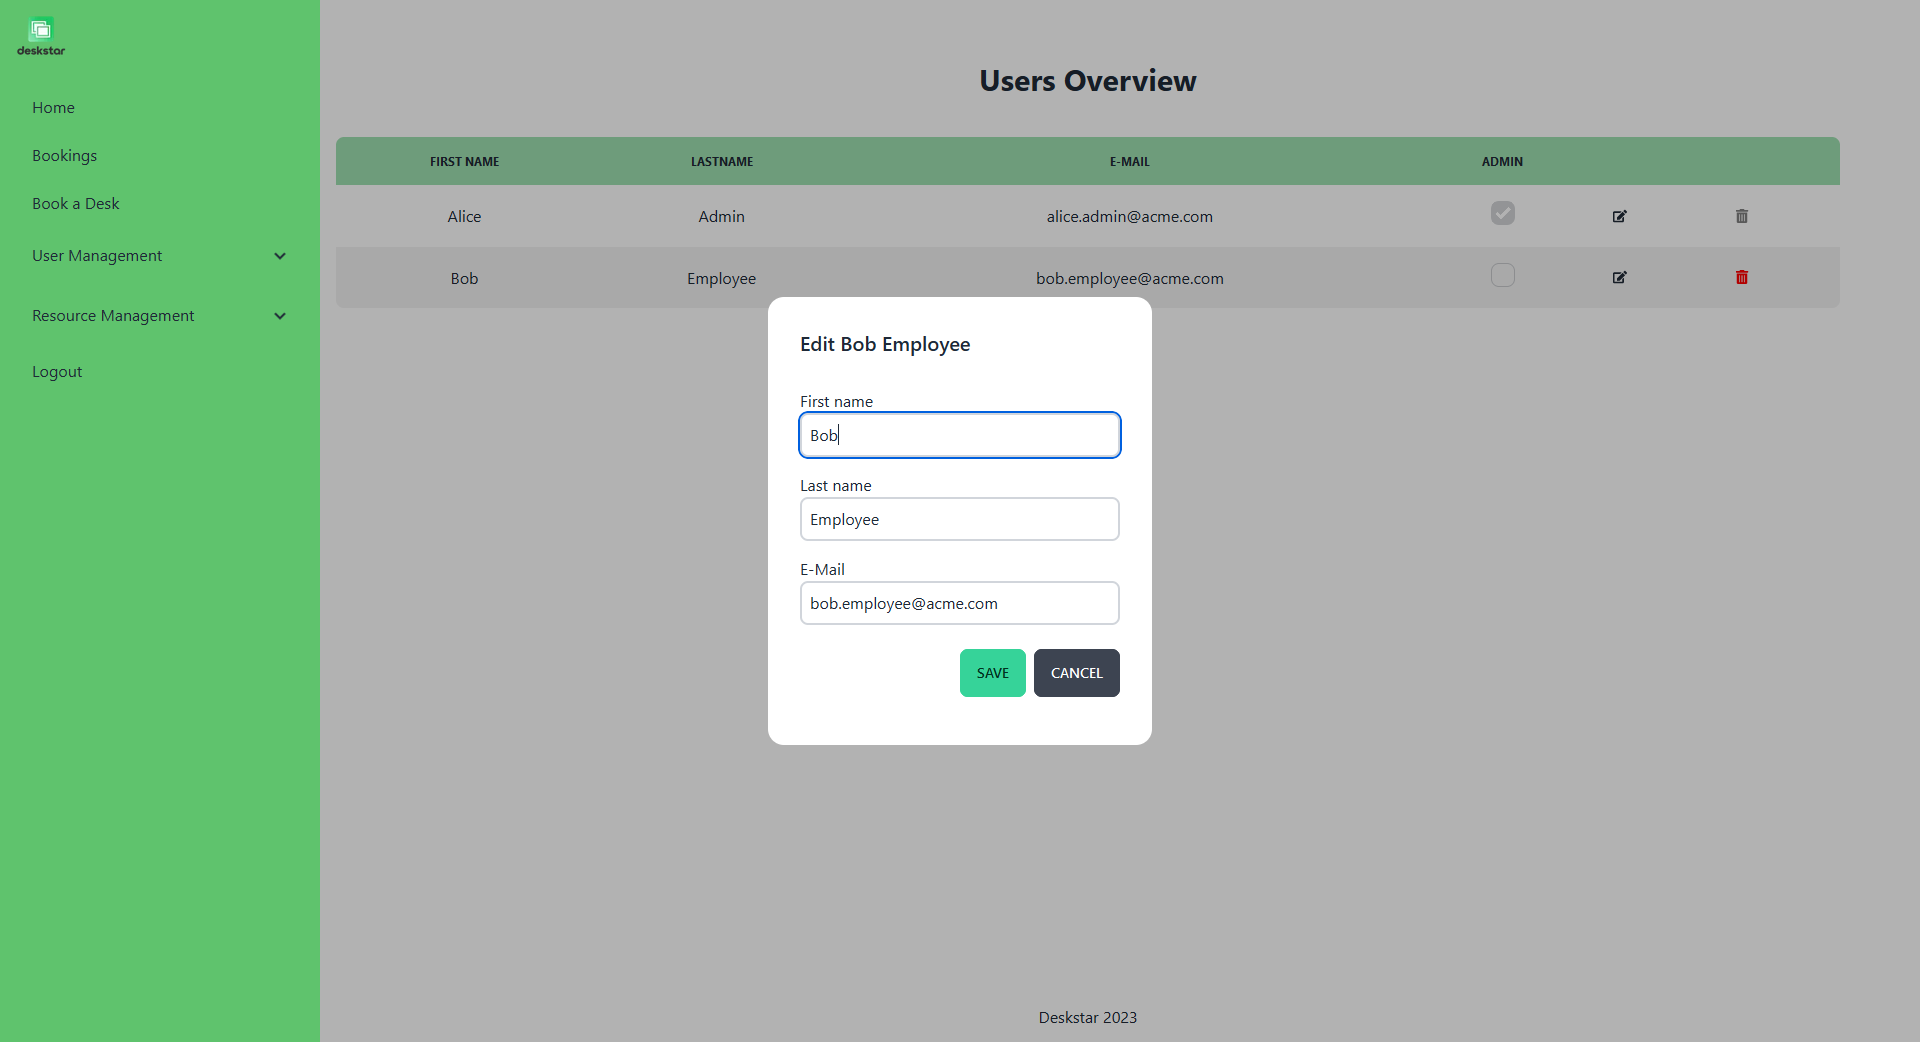 deskstar
Home
Bookings
Book a Desk
User Management
Resource Management
Logout
Users Overview
FIRST NAME LASTNAME E-MAIL ADMIN
Alice Admin alice.admin@acme.com
Bob Employee bob.employee@acme.com
Edit Bob Employee
First name
Bob
Last name
Employee
E-Mail
bob.employee@acme.com
SAVE CANCEL
Deskstar 2023